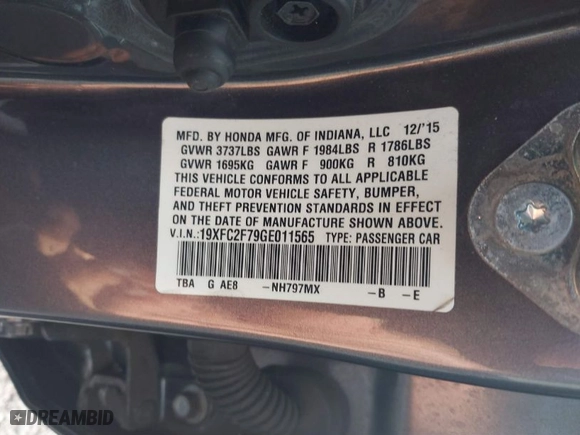 MFD. BY HONDA MFG. OF INDIANA, LLC 12/'15
GVWR 3737LBS GAWR F 1984LBS R 1786LBS
GVWR 1695KG GAWR F 900KG R 810KG
THIS VEHICLE CONFORMS TO ALL APPLICABLE
FEDERAL MOTOR VEHICLE SAFETY, BUMPER,
AND THEFT PREVENTION STANDARDS IN EFFECT
ON THE DATE OF MANUFACTURE SHOWN ABOVE.
V.I.N.:19XFC2F79GE011565 TYPE: PASSENGER CAR
TBA G AE8 -NH797MX -B -E
DREAMBID